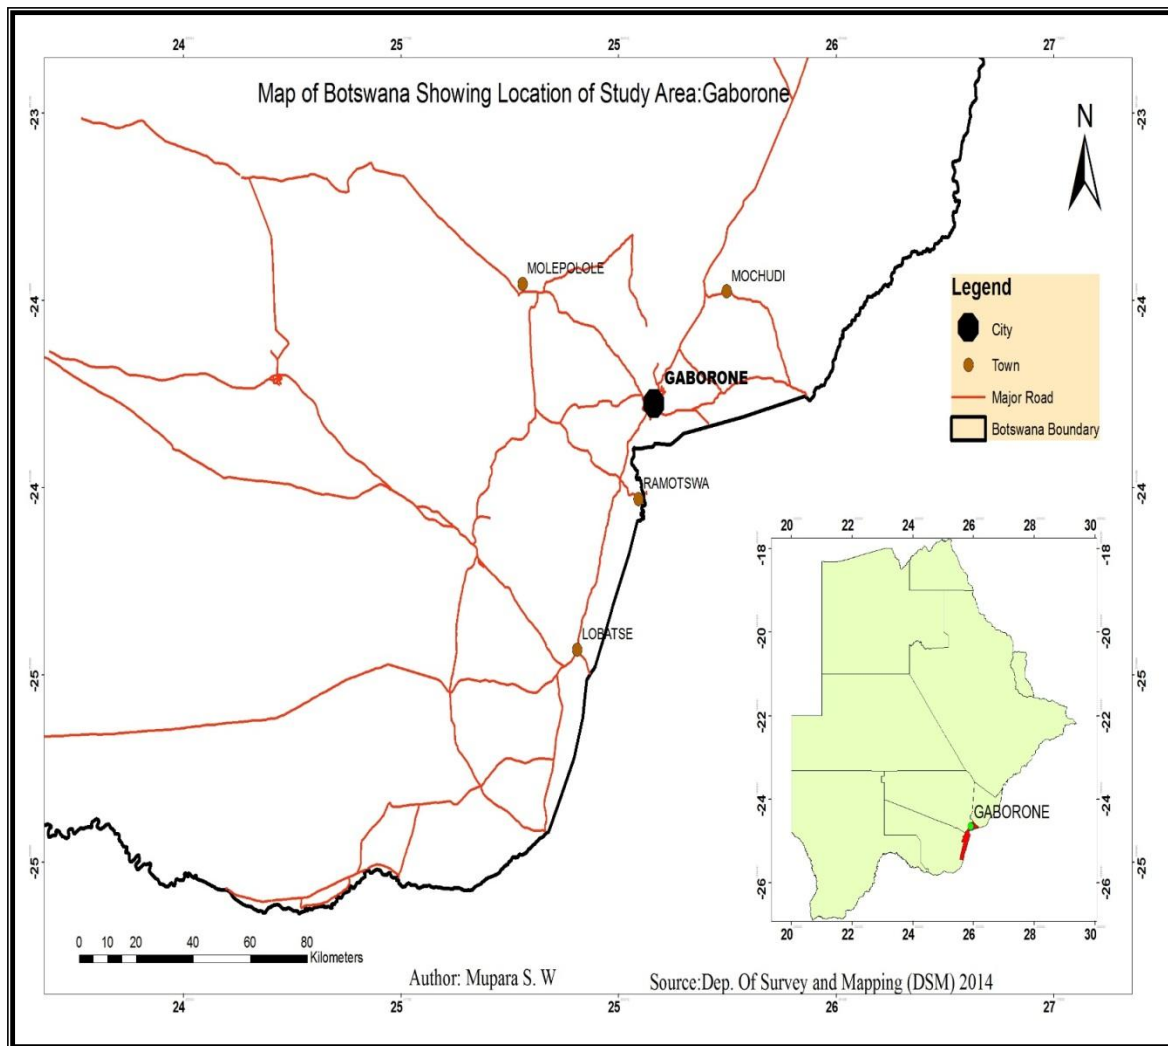 24 25 25 26 27
Map of Botswana Showing Location of Study Area:Gaborone
-23 -23
N
MOLEPOLOLE
MOCHUDI
-24 -24
Legend
City
GABORONE
Town
Major Road
Botswana Boundary
RAMOTSWA
-24 -24
20 22 24 26 28 30
-18 -18
-20 -20
LOBATSE
-25 -25
-22 -22
-24 -24
GABORONE
-25 -25
-26 -26
20 22 24 26 28 30
0 10 20 40 60 80
Kilometers
Author: Mupara S. W
Source:Dep. Of Survey and Mapping (DSM) 2014
24 25 25 26 27